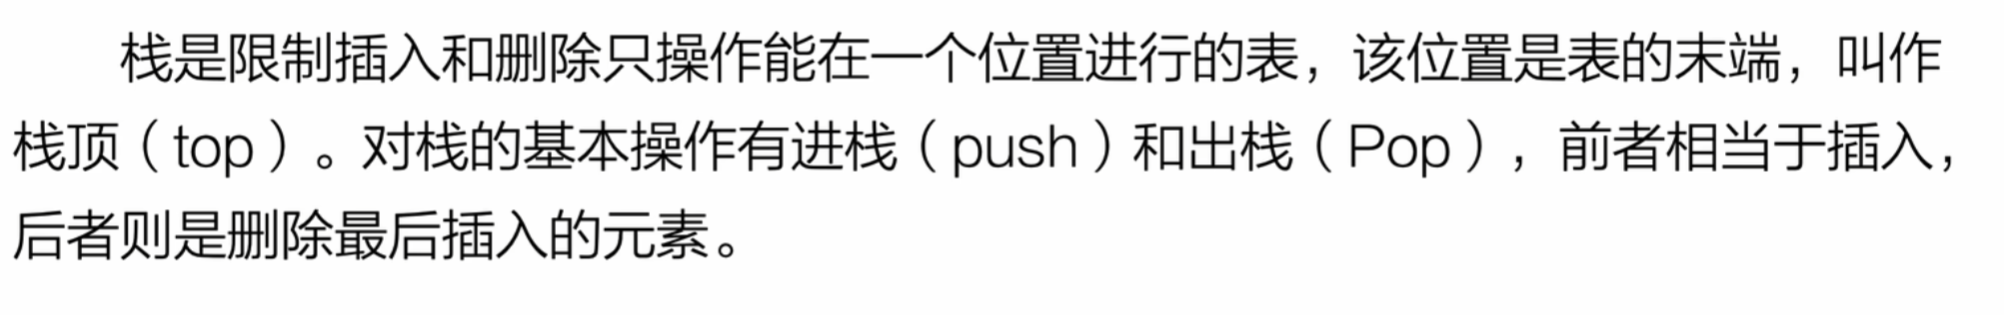 栈是限制插入和删除只操作能在一个位置进行的表，该位置是表的末端，叫作
栈顶（top）。对栈的基本操作有进栈（push）和出栈（Pop），前者相当于插入，
后者则是删除最后插入的元素。